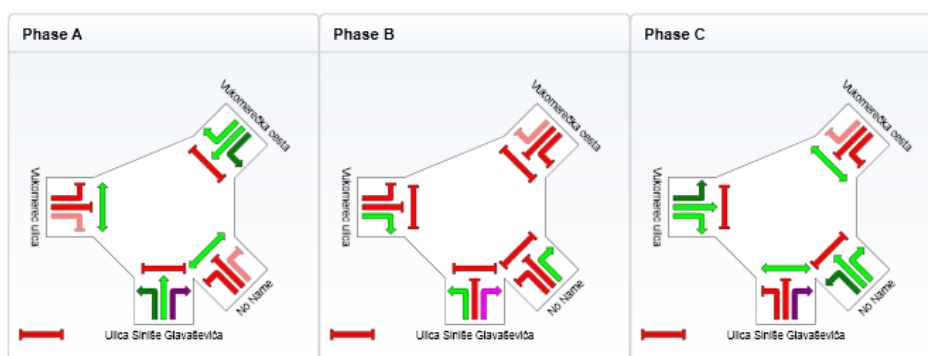 Phase A
Phase B
Phase C
Vukomerečka cesta
Vukomerec ulica
No Name
Ulica Siniše Glavaševića
Vukomerečka cesta
Vukomerec ulica
No Name
Ulica Siniše Glavaševića
Vukomerečka cesta
Vukomerec ulica
No Name
Ulica Siniše Glavaševića